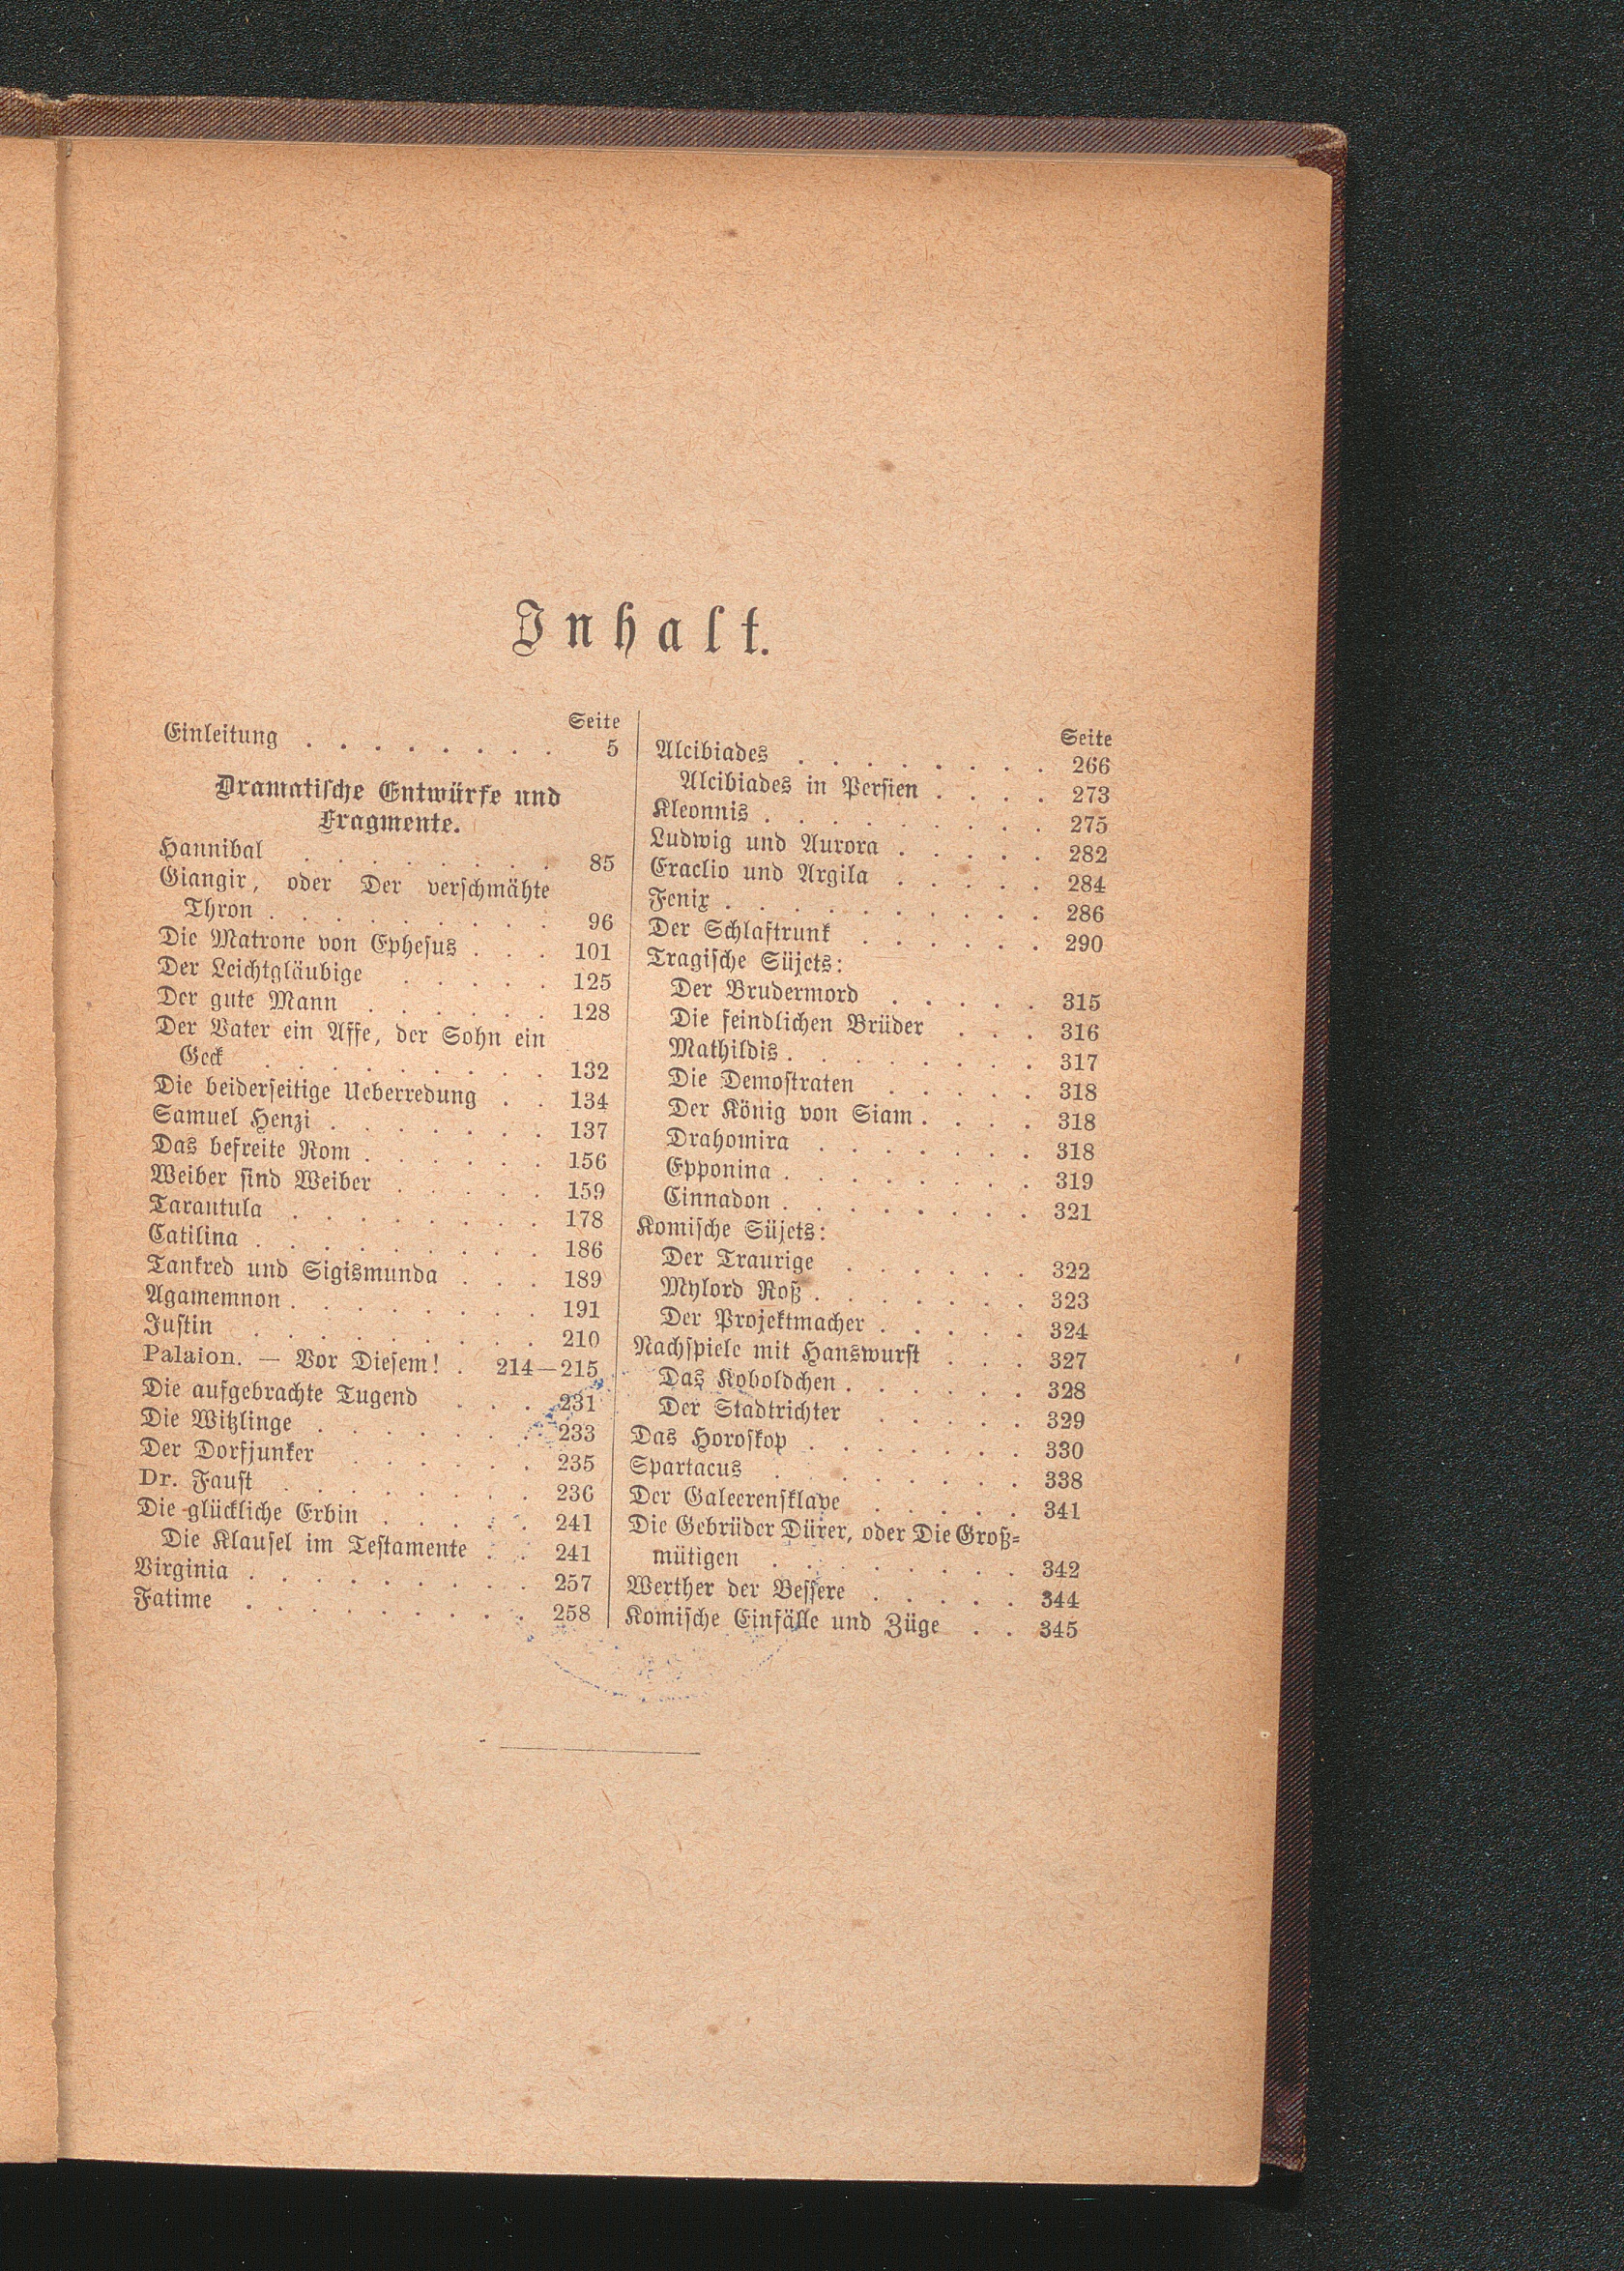 Inhalt.
Seite
Einleitung . . . . . . . . 5
Dramatische Entwürfe und
Fragmente.
Hannibal . . . . . . . . 85
Giangir, oder Der verschmähte
Thron . . . . . . . . . 96
Die Matrone von Ephesus . . . 101
Der Leichtgläubige . . . . . 125
Der gute Mann . . . . . . 128
Der Vater ein Affe, der Sohn ein
Geck . . . . . . . . . 132
Die beiderseitige Ueberredung . . 134
Samuel Henzi . . . . . . . 137
Das befreite Rom . . . . . . 156
Weiber sind Weiber . . . . . 159
Tarantula . . . . . . . . 178
Catilina . . . . . . . . . 186
Tankred und Sigismunda . . . 189
Agamemnon . . . . . . . . 191
Justin . . . . . . . . . 210
Palaion. — Vor Diesem! . 214—215
Die aufgebrachte Tugend . . . 231
Die Witzlinge . . . . . . . 233
Der Dorfjunker . . . . . . 235
Dr. Faust . . . . . . . . 236
Die glückliche Erbin . . . . . 241
Die Klausel im Testamente . . 241
Virginia . . . . . . . . . 257
Fatime . . . . . . . . . 258
Seite
Alcibiades . . . . . . . . 266
Alcibiades in Persien . . . . 273
Kleonnis . . . . . . . . . 275
Ludwig und Aurora . . . . . 282
Eraclio und Argila . . . . . 284
Fenix . . . . . . . . . . 286
Der Schlaftrunk . . . . . . 290
Tragische Süjets:
Der Brudermord . . . . . 315
Die feindlichen Brüder . . . 316
Mathildis . . . . . . . . 317
Die Demostraten . . . . . 318
Der König von Siam . . . . 318
Drahomira . . . . . . . 318
Epponina . . . . . . . . 319
Cinnadon . . . . . . . . 321
Komische Süjets:
Der Traurige . . . . . . 322
Mylord Roß . . . . . . . 323
Der Projektmacher . . . . . 324
Nachspiele mit Hanswurst . . . 327
Das Koboldchen . . . . . . 328
Der Stadtrichter . . . . . 329
Das Horoskop . . . . . . . 330
Spartacus . . . . . . . . 338
Der Galeerensklave . . . . . 341
Die Gebrüder Dürer, oder Die Groß-
mütigen . . . . . . . . 342
Werther der Bessere . . . . . 344
Komische Einfälle und Züge . . 345